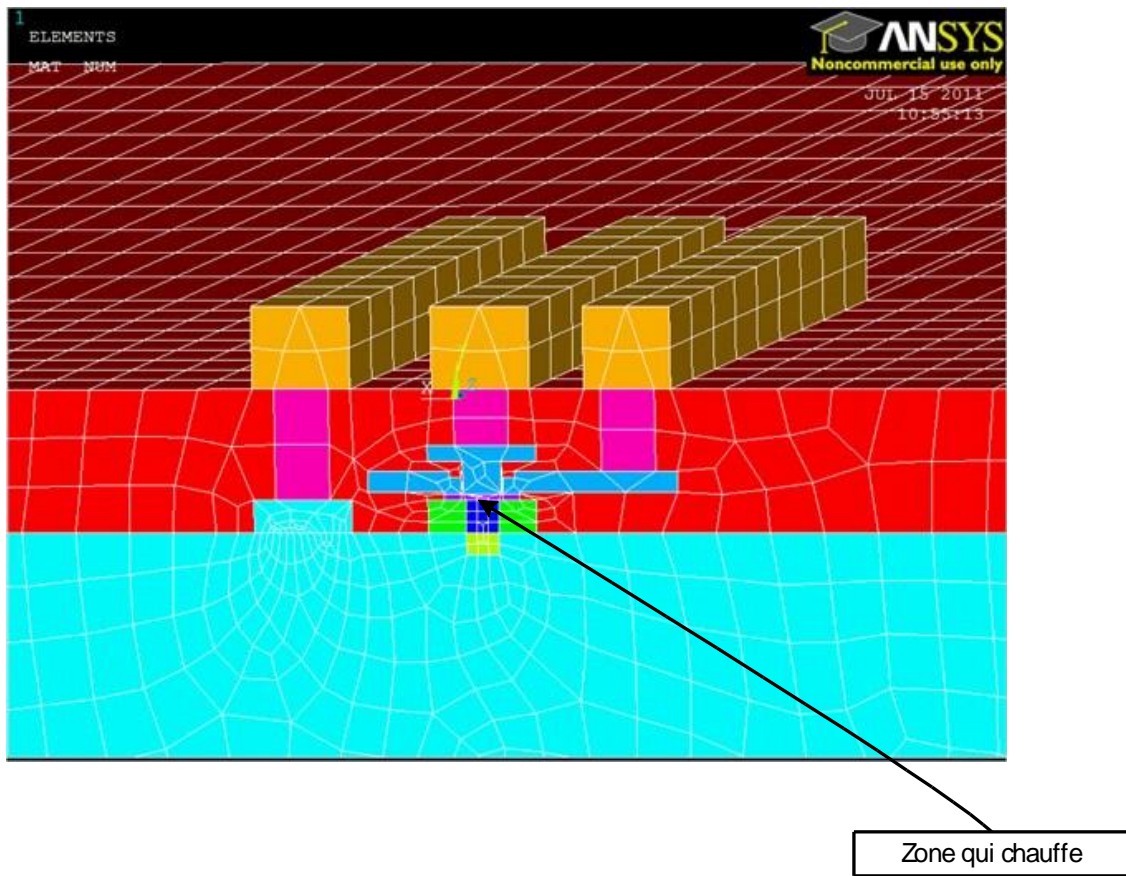 1
ELEMENTS
MAT NUM
ANSYS
Noncommercial use only
JUL 15 2011
10:55:13
X Z
Zone qui chauffe